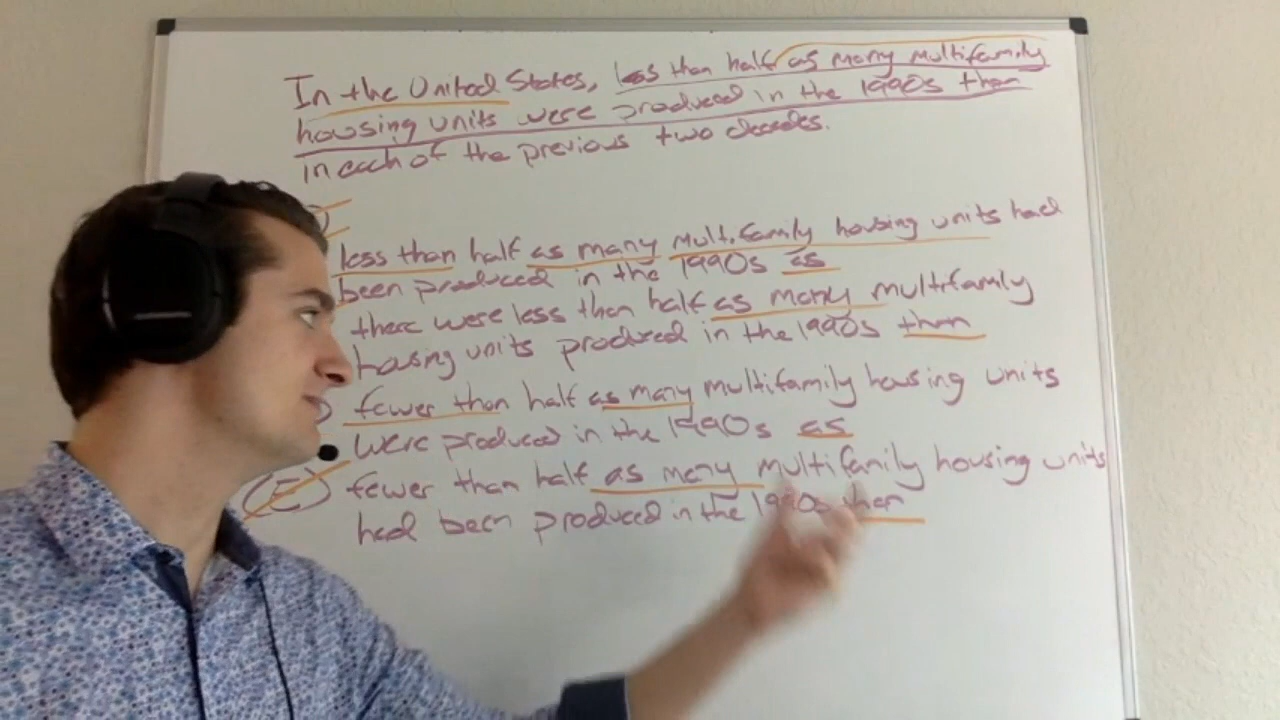 In the United States, less than half as many multifamily
housing units were produced in the 1990s than
in each of the previous two decades.
less than half as many multifamily housing units had
been produced in the 1990s as
there were less than half as many multifamily
housing units produced in the 1990s than
fewer than half as many multifamily housing units
were produced in the 1990s as
E fewer than half as many multifamily housing units
had been produced in the 1990s than